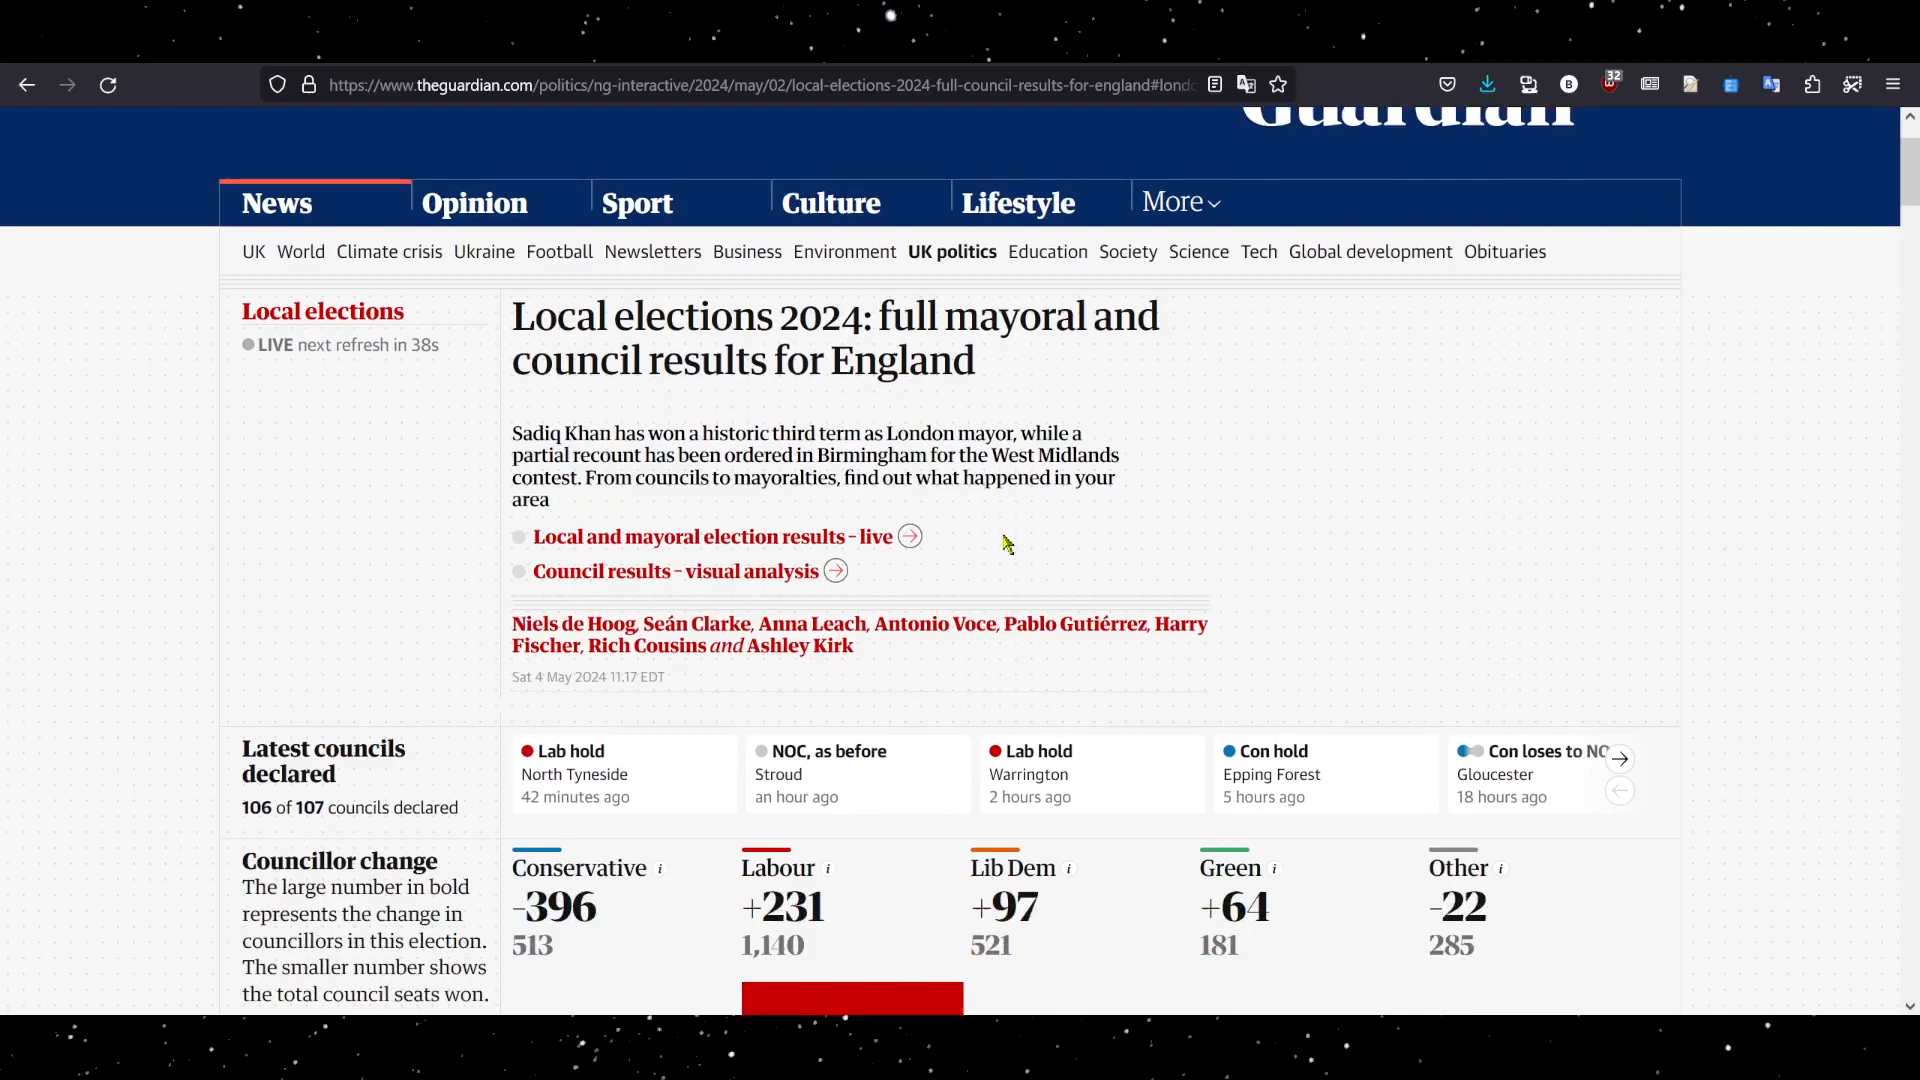 https://www.theguardian.com/politics/ng-interactive/2024/may/02/local-elections-2024-full-council-results-for-england#londo
32
Guardian
News
Opinion
Sport
Culture
Lifestyle
More
UK World Climate crisis Ukraine Football Newsletters Business Environment UK politics Education Society Science Tech Global development Obituaries
Local elections
LIVE next refresh in 38s
Local elections 2024: full mayoral and
council results for England
Sadiq Khan has won a historic third term as London mayor, while a
partial recount has been ordered in Birmingham for the West Midlands
contest. From councils to mayoralties, find out what happened in your
area
Local and mayoral election results – live
Council results – visual analysis
Niels de Hoog, Seán Clarke, Anna Leach, Antonio Voce, Pablo Gutiérrez, Harry
Fischer, Rich Cousins and Ashley Kirk
Sat 4 May 2024 11.17 EDT
Latest councils
declared
106 of 107 councils declared
Lab hold
North Tyneside
42 minutes ago
NOC, as before
Stroud
an hour ago
Lab hold
Warrington
2 hours ago
Con hold
Epping Forest
5 hours ago
Con loses to NO
Gloucester
18 hours ago
Councillor change
The large number in bold
represents the change in
councillors in this election.
The smaller number shows
the total council seats won.
Conservative i
-396
513
Labour i
+231
1,140
Lib Dem i
+97
521
Green i
+64
181
Other i
-22
285